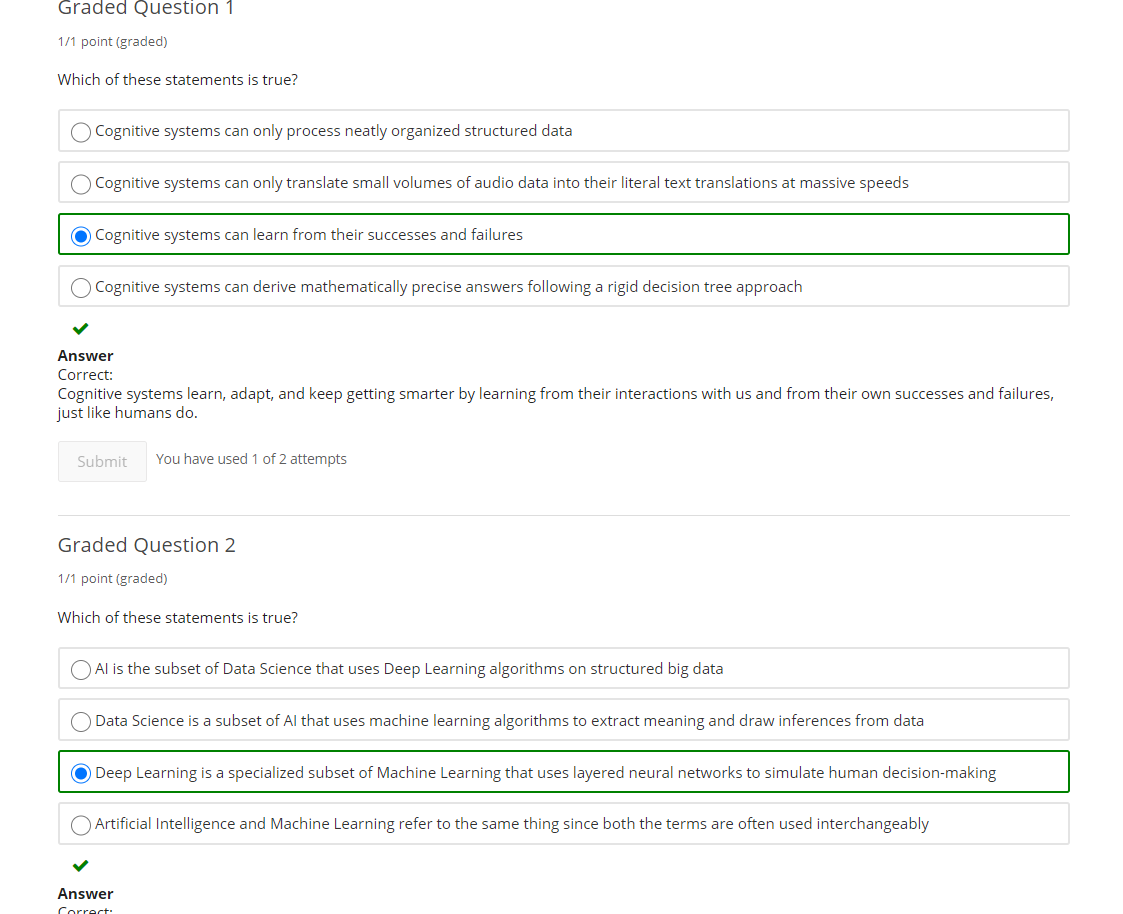 Graded Question 1
1/1 point (graded)
Which of these statements is true?
Cognitive systems can only process neatly organized structured data
Cognitive systems can only translate small volumes of audio data into their literal text translations at massive speeds
Cognitive systems can learn from their successes and failures
Cognitive systems can derive mathematically precise answers following a rigid decision tree approach
Answer
Correct:
Cognitive systems learn, adapt, and keep getting smarter by learning from their interactions with us and from their own successes and failures,
just like humans do.
Submit
You have used 1 of 2 attempts
Graded Question 2
1/1 point (graded)
Which of these statements is true?
AI is the subset of Data Science that uses Deep Learning algorithms on structured big data
Data Science is a subset of AI that uses machine learning algorithms to extract meaning and draw inferences from data
Deep Learning is a specialized subset of Machine Learning that uses layered neural networks to simulate human decision-making
Artificial Intelligence and Machine Learning refer to the same thing since both the terms are often used interchangeably
Answer
Correct: